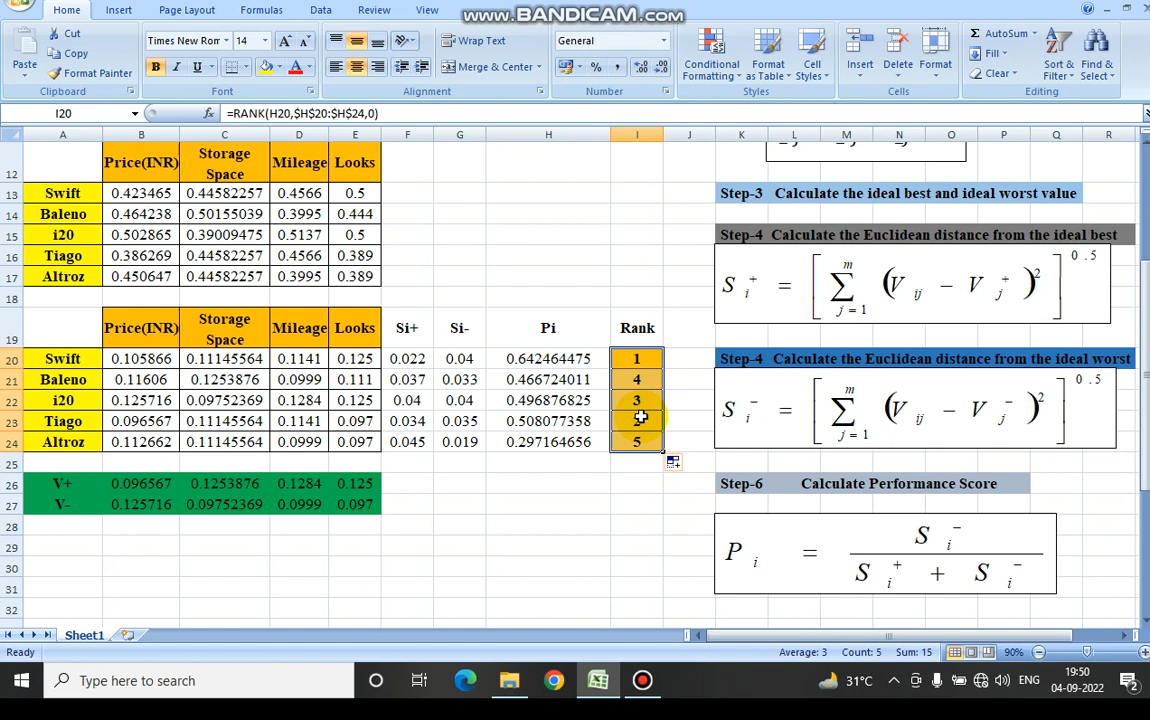 www.BANDICAM.com
Home Insert Page Layout Formulas Data Review View
Cut
Copy
Format Painter
Paste
Times New Rom 14
B I U
Wrap Text
Merge & Center
General
Conditional Formatting
Format as Table
Cell Styles
Insert Delete Format
AutoSum
Fill
Clear
Sort & Filter
Find & Select
Clipboard Font Alignment Number Styles Cells Editing
I20 fx =RANK(H20,$H$20:$H$24,0)
A B C D E F G H I J K L M N O P Q R
12 Price(INR) Storage Space Mileage Looks
13 Swift 0.423465 0.44582257 0.4566 0.5 Step-3 Calculate the ideal best and ideal worst value
14 Baleno 0.464238 0.50155039 0.3995 0.444
15 i20 0.502865 0.39009475 0.5137 0.5 Step-4 Calculate the Euclidean distance from the ideal best
16 Tiago 0.386269 0.44582257 0.4566 0.389
17 Altroz 0.450647 0.44582257 0.3995 0.389
S i + = [ m ∑ j = 1 ( V ij − V j + ) 2 ] 0 . 5
18
19 Price(INR) Storage Space Mileage Looks Si+ Si- Pi Rank
20 Swift 0.105866 0.11145564 0.1141 0.125 0.022 0.04 0.642464475 1 Step-4 Calculate the Euclidean distance from the ideal worst
21 Baleno 0.11606 0.1253876 0.0999 0.111 0.037 0.033 0.466724011 4
22 i20 0.125716 0.09752369 0.1284 0.125 0.04 0.04 0.496876825 3
23 Tiago 0.096567 0.11145564 0.1141 0.097 0.034 0.035 0.508077358 2
24 Altroz 0.112662 0.11145564 0.0999 0.097 0.045 0.019 0.297164656 5
S i − = [ m ∑ j = 1 ( V ij − V j − ) 2 ] 0 . 5
25
26 V+ 0.096567 0.1253876 0.1284 0.125 Step-6 Calculate Performance Score
27 V- 0.125716 0.09752369 0.0999 0.097
28
29
30
31
32
P i = S i − / S i + + S i −
Sheet1
Ready Average: 3 Count: 5 Sum: 15 90%
Type here to search 31°C ENG 19:50
04-09-2022 2